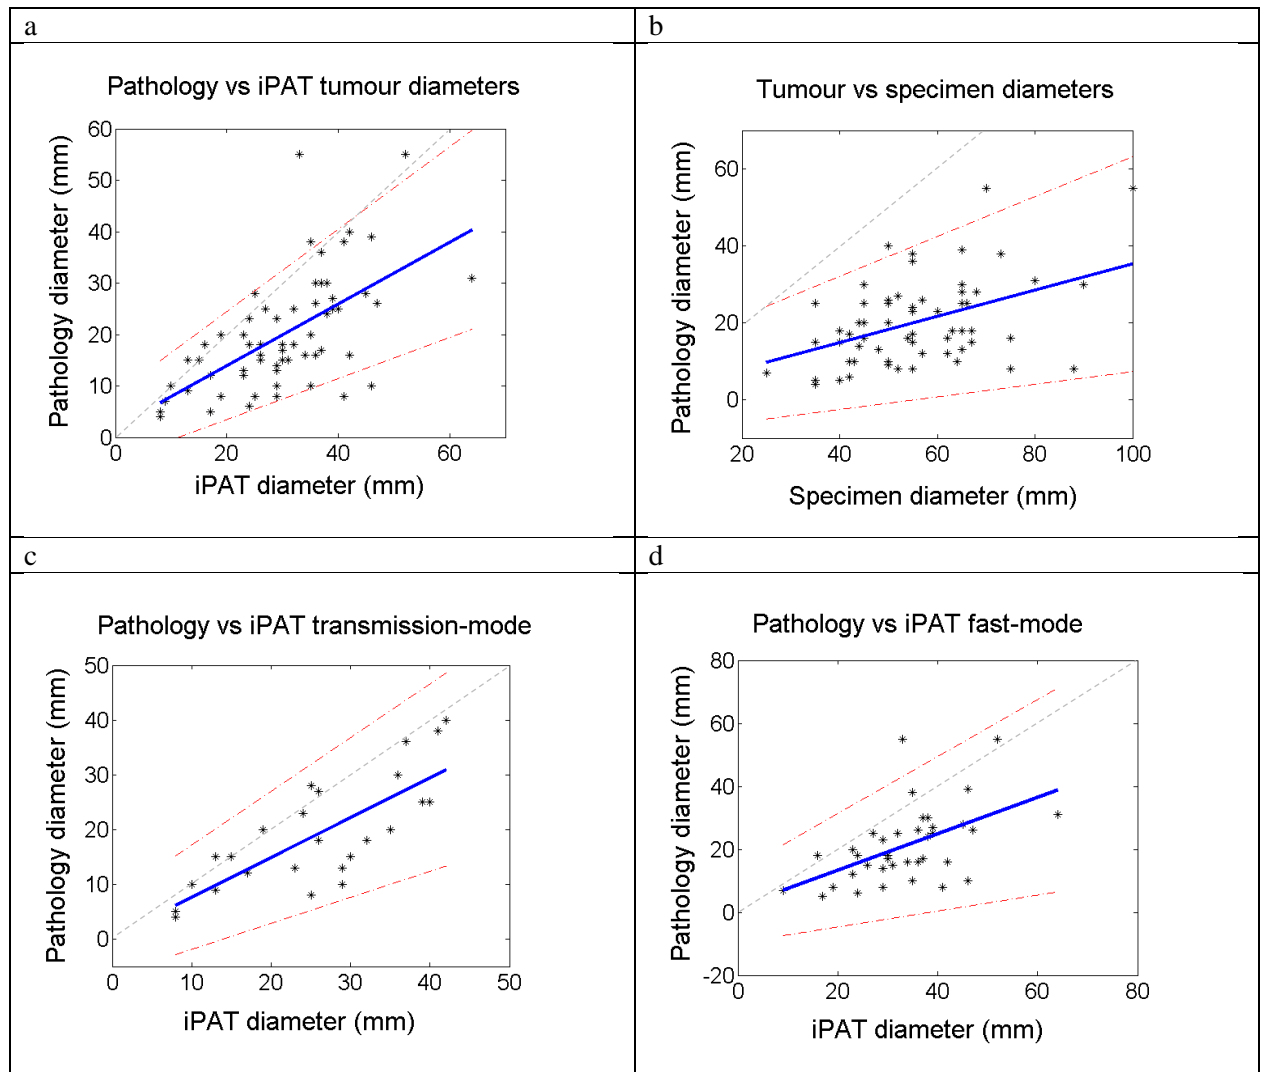 a
Pathology vs iPAT tumour diameters
Pathology diameter (mm)
60
50
40
30
20
10
0
0 20 40 60
iPAT diameter (mm)
b
Tumour vs specimen diameters
Pathology diameter (mm)
60
40
20
0
20 40 60 80 100
Specimen diameter (mm)
c
Pathology vs iPAT transmission-mode
Pathology diameter (mm)
50
40
30
20
10
0
0 10 20 30 40 50
iPAT diameter (mm)
d
Pathology vs iPAT fast-mode
Pathology diameter (mm)
80
60
40
20
0
-20
0 20 40 60 80
iPAT diameter (mm)